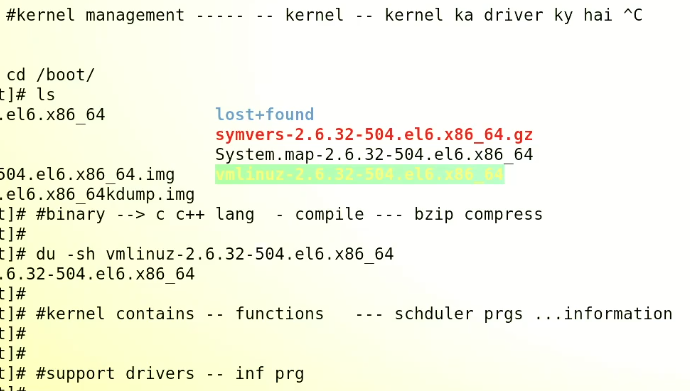 #kernel management ----- -- kernel -- kernel ka driver ky hai ^C
cd /boot/
t]# ls
.el6.x86_64 lost+found
symvers-2.6.32-504.el6.x86_64.gz
System.map-2.6.32-504.el6.x86_64
504.el6.x86_64.img vmlinuz-2.6.32-504.el6.x86_64
.el6.x86_64kdump.img
t]# #binary --> c c++ lang - compile --- bzip compress
t]#
t]# du -sh vmlinuz-2.6.32-504.el6.x86_64
.6.32-504.el6.x86_64
t]#
t]# #kernel contains -- functions --- schduler prgs ...information
t]#
t]#
t]# #support drivers -- inf prg